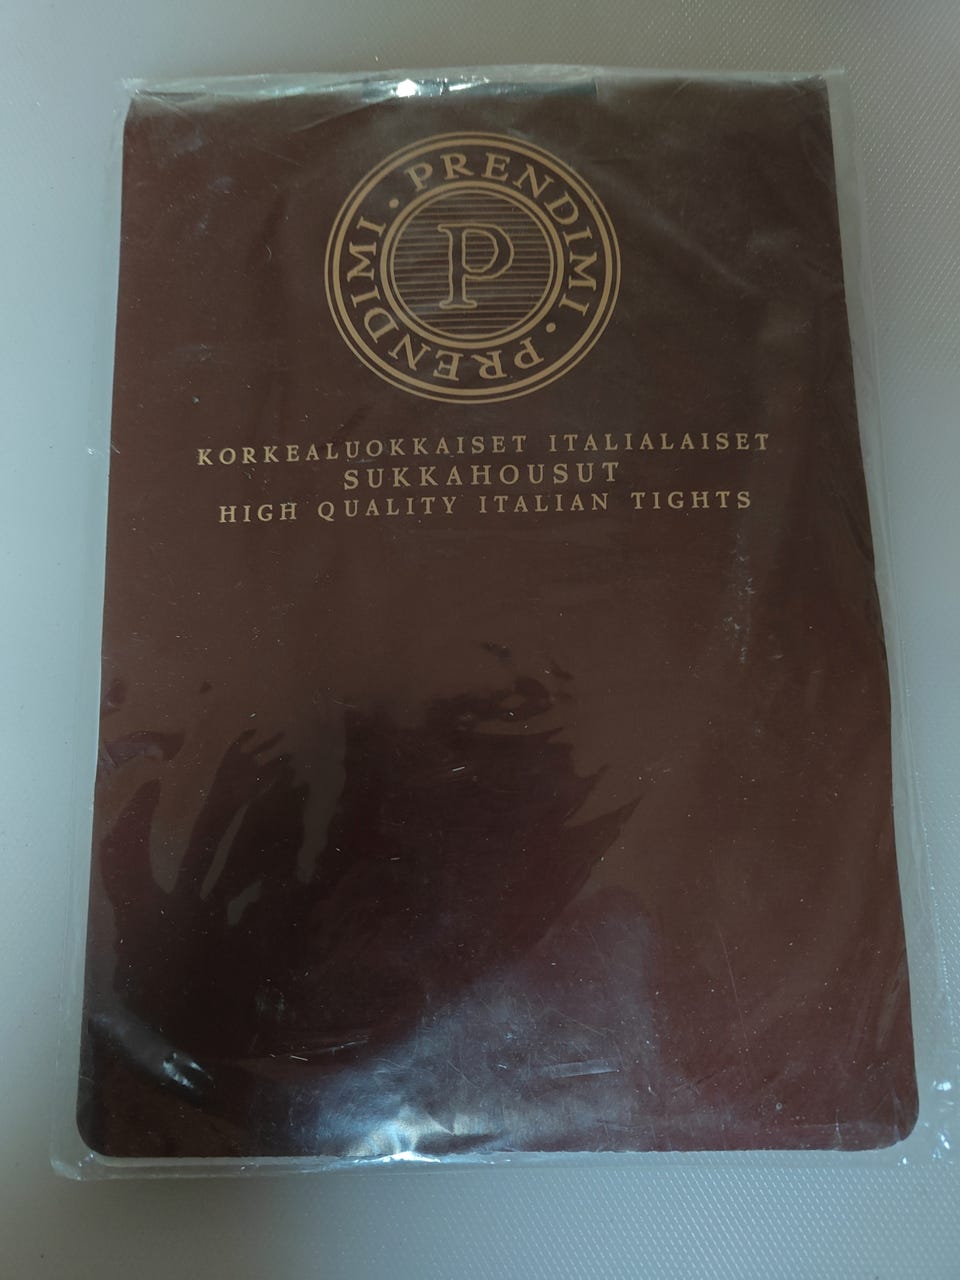 PRENDIMI · PRENDIMI ·
P
KORKEALUOKKAISET ITALIALAISET
SUKKAHOUSUT
HIGH QUALITY ITALIAN TIGHTS